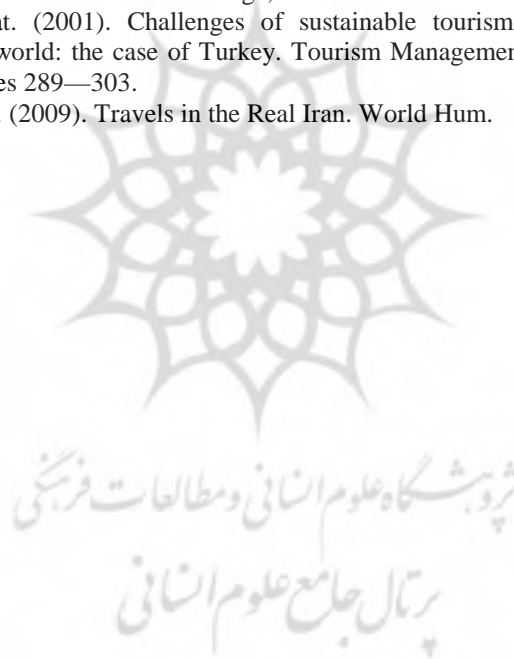 at. (2001). Challenges of sustainable tourism
world: the case of Turkey. Tourism Management
es 289—303.
(2009). Travels in the Real Iran. World Hum.
پژوهشگاه علوم انسانی و مطالعات فرهنگی
پرتال جامع علوم انسانی